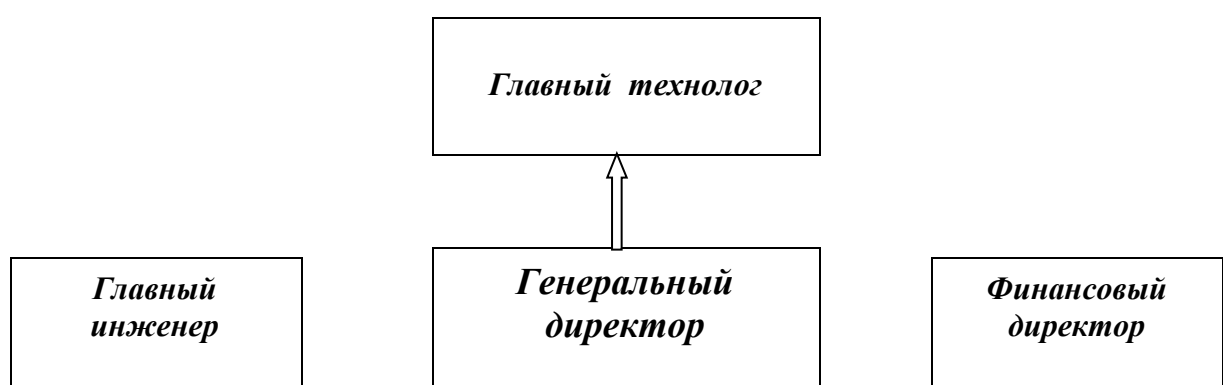 Главный технолог
Главный
инженер
Генеральный
директор
Финансовый
директор